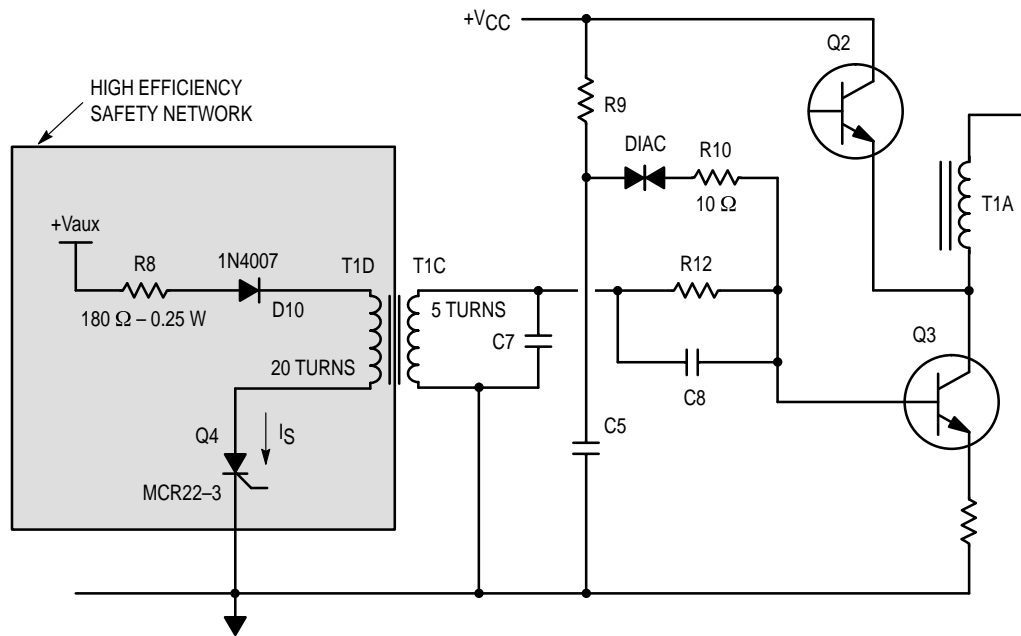 +VCC
Q2
HIGH EFFICIENCY
SAFETY NETWORK
R9
DIAC
R10
10 Ω
T1A
+Vaux
R8
1N4007
T1D
T1C
R12
D10
5 TURNS
180 Ω – 0.25 W
C7
Q3
20 TURNS
C8
IS
C5
Q4
MCR22–3